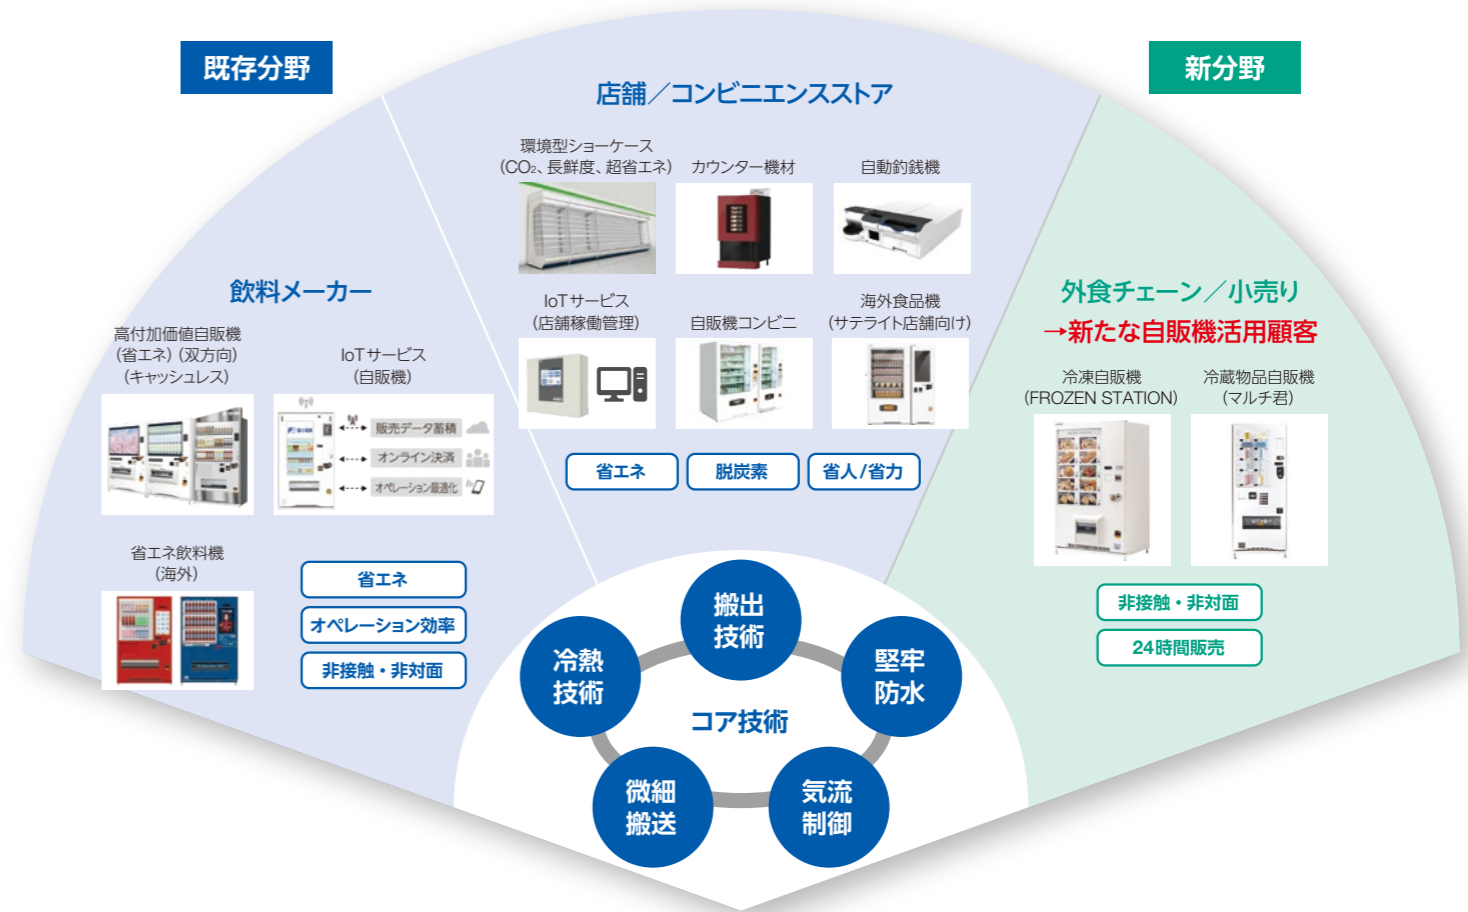 既存分野
新分野
店舗／コンビニエンスストア
環境型ショーケース
（CO₂、長鮮度、超省エネ）
カウンター機材
自動釣銭機
IoTサービス
（店舗稼働管理）
自販機コンビニ
海外食品機
（サテライト店舗向け）
省エネ
脱炭素
省人/省力
飲料メーカー
高付加価値自販機
（省エネ）（双方向）
（キャッシュレス）
IoTサービス
（自販機）
販売データ蓄積
オンライン決済
オペレーション最適化
省エネ飲料機
（海外）
省エネ
オペレーション効率
非接触・非対面
外食チェーン／小売り
→新たな自販機活用顧客
冷凍自販機
（FROZEN STATION）
冷蔵物品自販機
（マルチ君）
非接触・非対面
24時間販売
搬出
技術
冷熱
技術
堅牢
防水
コア技術
微細
搬送
気流
制御